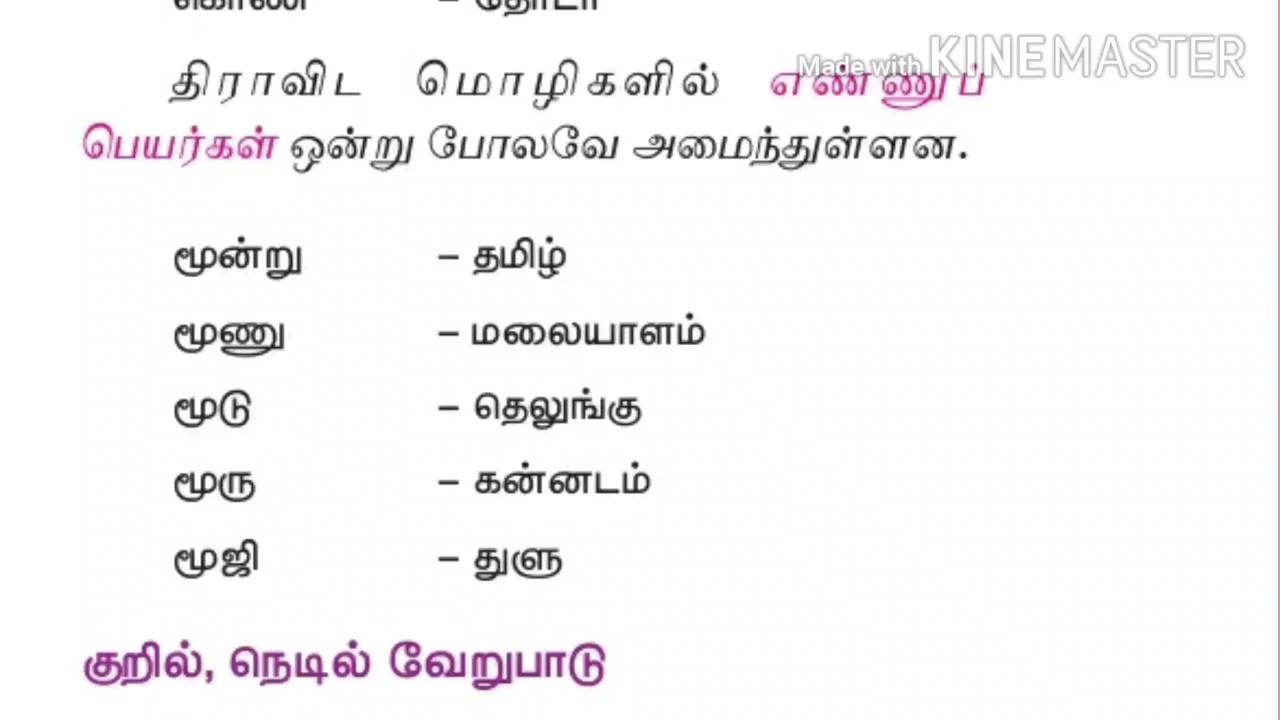 – தோடா
Made with KINEMASTER
திராவிட மொழிகளில் எண்ணுப்
பெயர்கள் ஒன்று போலவே அமைந்துள்ளன.
மூன்று – தமிழ்
மூணு – மலையாளம்
மூடு – தெலுங்கு
மூரு – கன்னடம்
மூஜி – துளு
குறில், நெடில் வேறுபாடு